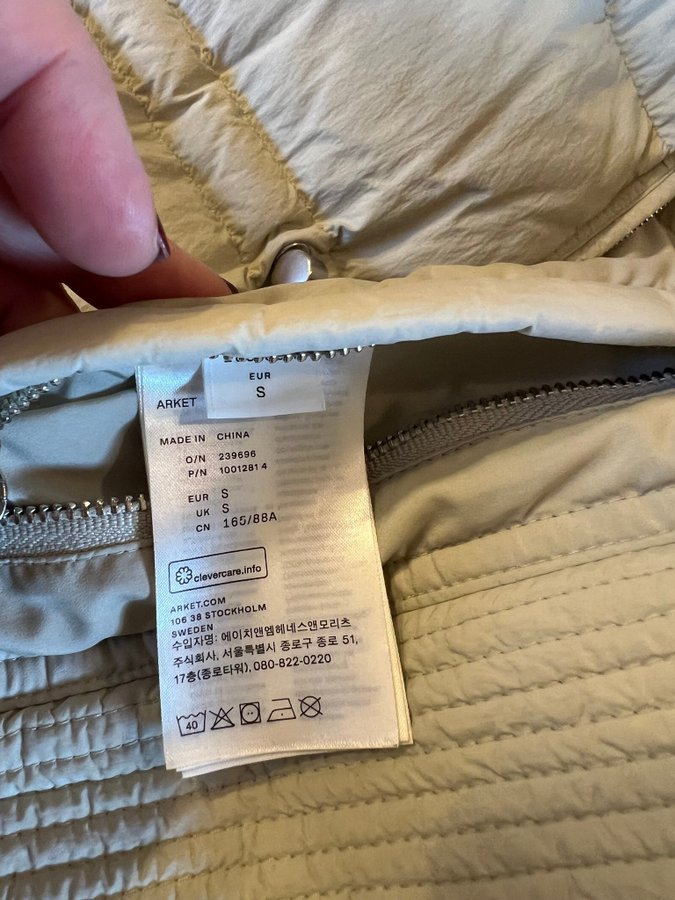 EUR
S
ARKET
MADE IN CHINA
O/N 239696
P/N 1001281 4
EUR S
UK S
CN 165/88A
clevercare.info
ARKET.COM
106 38 STOCKHOLM
SWEDEN
수입자명: 에이치앤엠헤네스앤모리츠
주식회사, 서울특별시 종로구 종로 51,
17층(종로타워), 080-822-0220
40